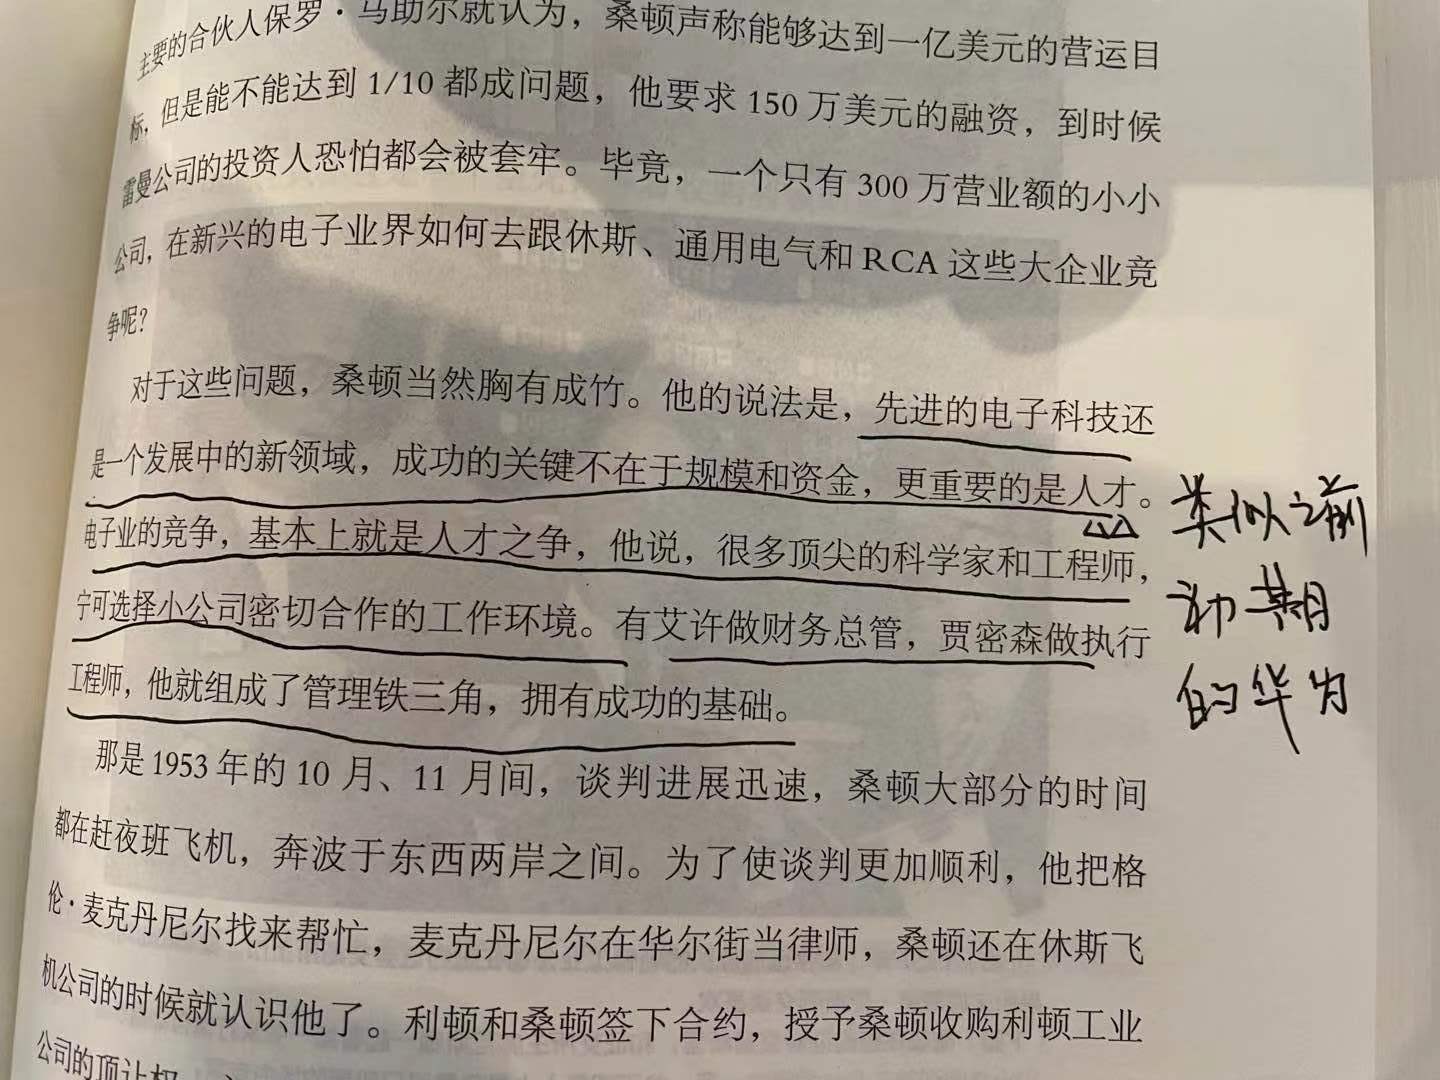 主要的合伙人保罗·马助尔就认为，桑顿声称能够达到一亿美元的营运目
标，但是能不能达到 1/10 都成问题，他要求 150 万美元的融资，到时候
雷曼公司的投资人恐怕都会被套牢。毕竟，一个只有 300 万营业额的小小
公司，在新兴的电子业界如何去跟休斯、通用电气和 RCA 这些大企业竞
争呢？
对于这些问题，桑顿当然胸有成竹。他的说法是，先进的电子科技还
是一个发展中的新领域，成功的关键不在于规模和资金，更重要的是人才。
电子业的竞争，基本上就是人才之争，他说，很多顶尖的科学家和工程师，
宁可选择小公司密切合作的工作环境。有艾许做财务总管，贾密森做执行
工程师，他就组成了管理铁三角，拥有成功的基础。
那是 1953 年的 10 月、11 月间，谈判进展迅速，桑顿大部分的时间
都在赶夜班飞机，奔波于东西两岸之间。为了使谈判更加顺利，他把格
伦·麦克丹尼尔找来帮忙，麦克丹尼尔在华尔街当律师，桑顿还在休斯飞
机公司的时候就认识他了。利顿和桑顿签下合约，授予桑顿收购利顿工业
公司的顶让权
类似之前
初期
的华为